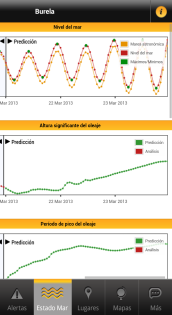 Burela
i
Nivel del mar
Predicción
Marea astronómica
Nivel del mar
Máximos/Mínimos
Mar 2013
22 Mar 2013
23 Mar 2013
Altura significante del oleaje
Predicción
Predicción
Análisis
Mar 2013
22 Mar 2013
23 Mar 2013
Periodo de pico del oleaje
Predicción
Predicción
Análisis
Alertas
Estado Mar
Lugares
Mapas
Más